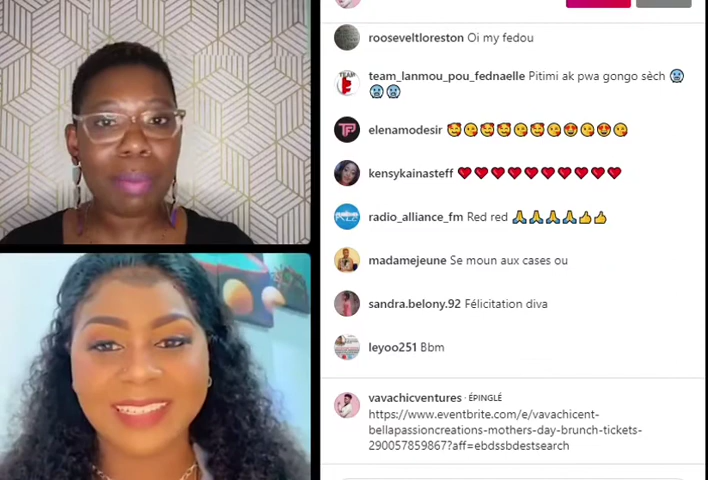 rooseveltloreston Oi my fedou
team_lanmou_pou_fednaelle Pitimi ak pwa gongo sèch 🥶
🥶🥶
elenamodesir 🥰😘🥰🥰😘🥰😘😍😘😍😘
kensykainasteff ❤️❤️❤️❤️❤️❤️❤️❤️❤️❤️
radio_alliance_fm Red red 🙏🙏🙏🙏👍👍
madamejeune Se moun aux cases ou
sandra.belony.92 Félicitation diva
leyoo251 Bbm
vavachicventures · ÉPINGLÉ
https://www.eventbrite.com/e/vavachicent-
bellapassioncreations-mothers-day-brunch-tickets-
290057859867?aff=ebdssbdestsearch